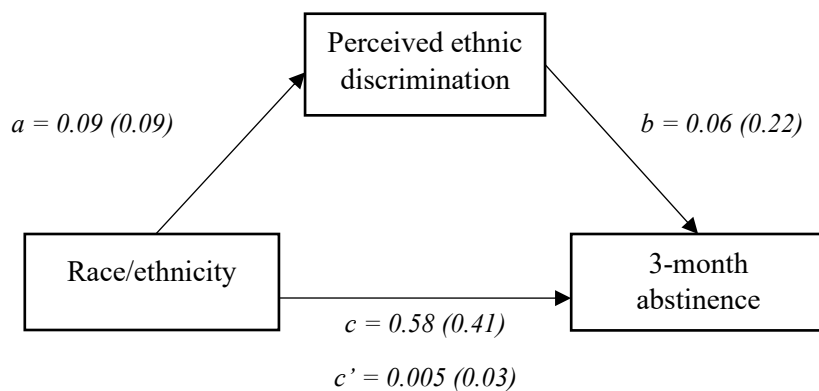 Perceived ethnic
discrimination
a = 0.09 (0.09)
b = 0.06 (0.22)
Race/ethnicity
3-month
abstinence
c = 0.58 (0.41)
c’ = 0.005 (0.03)